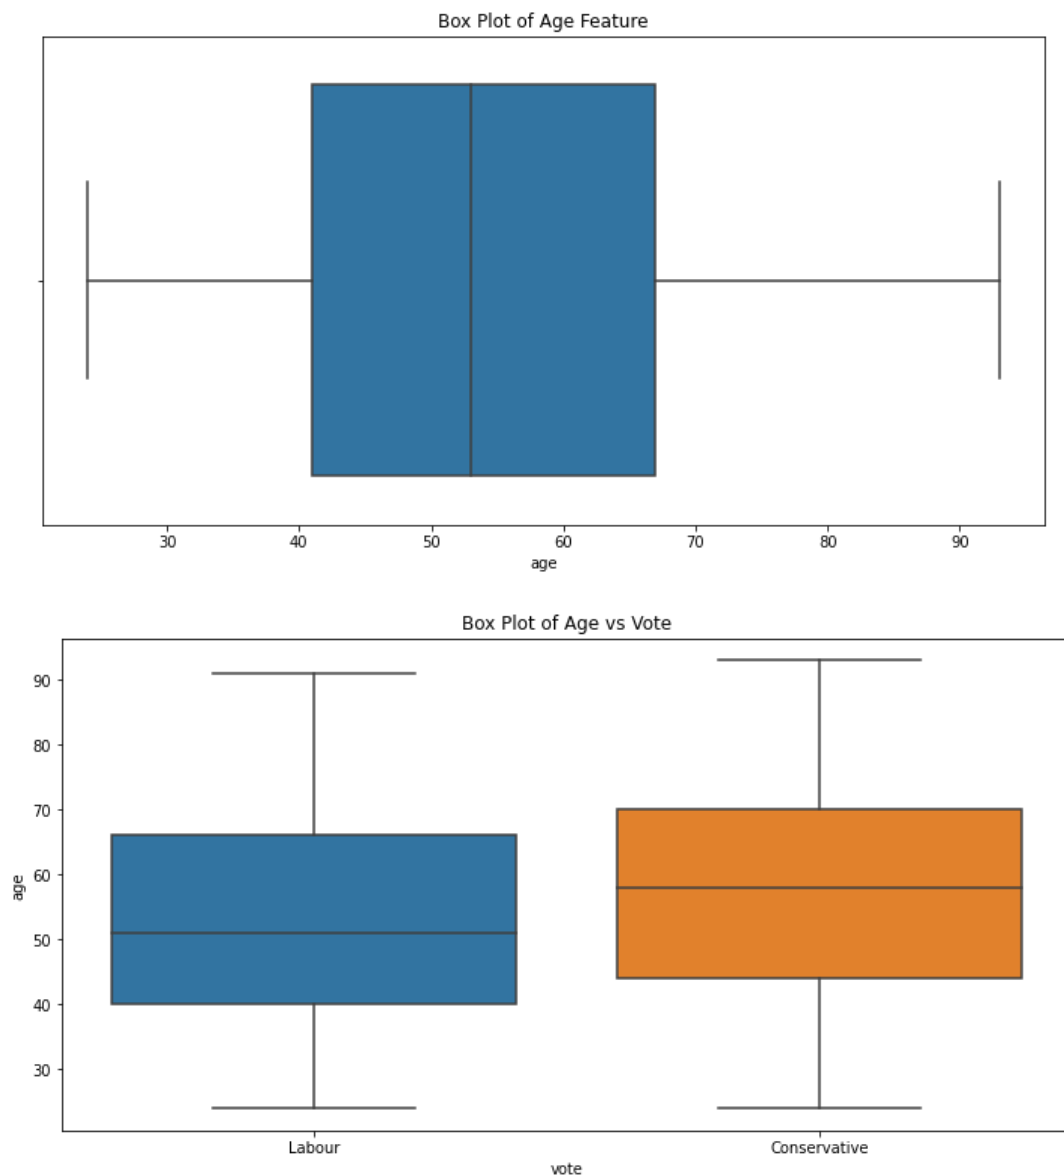 Box Plot of Age Feature
30 40 50 60 70 80 90
age
Box Plot of Age vs Vote
90
80
70
60
50
40
30
age
Labour Conservative
vote